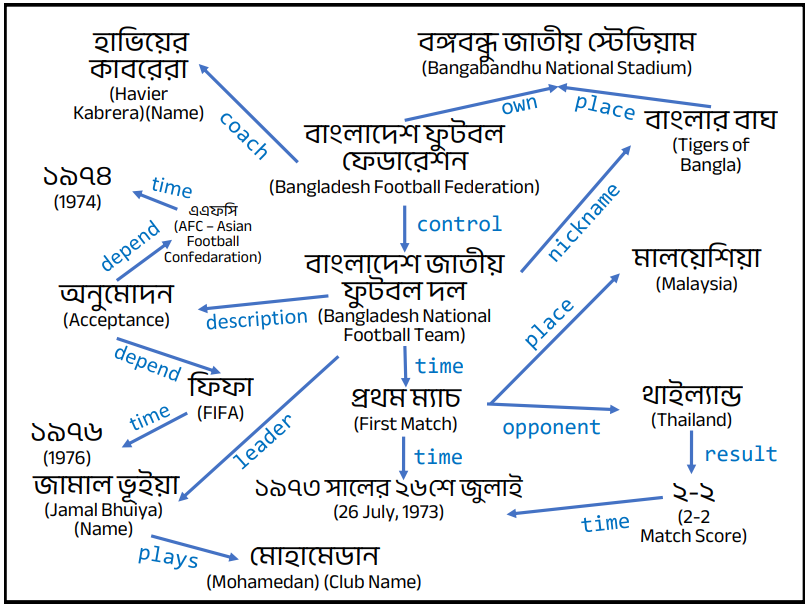 হাভিয়ের
কাবরেরা
(Havier
Kabrera)(Name)
বঙ্গবন্ধু জাতীয় স্টেডিয়াম
(Bangabandhu National Stadium)
own
place
coach
বাংলাদেশ ফুটবল
ফেডারেশন
(Bangladesh Football Federation)
বাংলার বাঘ
(Tigers of
Bangla)
১৯৭৪
(1974)
time
এএফসি
(AFC – Asian
Football
Confedaration)
depend
control
nickname
অনুমোদন
(Acceptance)
description
বাংলাদেশ জাতীয়
ফুটবল দল
(Bangladesh National
Football Team)
মালয়েশিয়া
(Malaysia)
place
depend
time
ফিফা
(FIFA)
প্রথম ম্যাচ
(First Match)
থাইল্যান্ড
(Thailand)
opponent
time
১৯৭৬
(1976)
leader
time
result
জামাল ভূইয়া
(Jamal Bhuiya)
(Name)
১৯৭৩ সালের ২৬শে জুলাই
(26 July, 1973)
২-২
(2-2
Match Score)
time
plays
মোহামেডান
(Mohamedan) (Club Name)